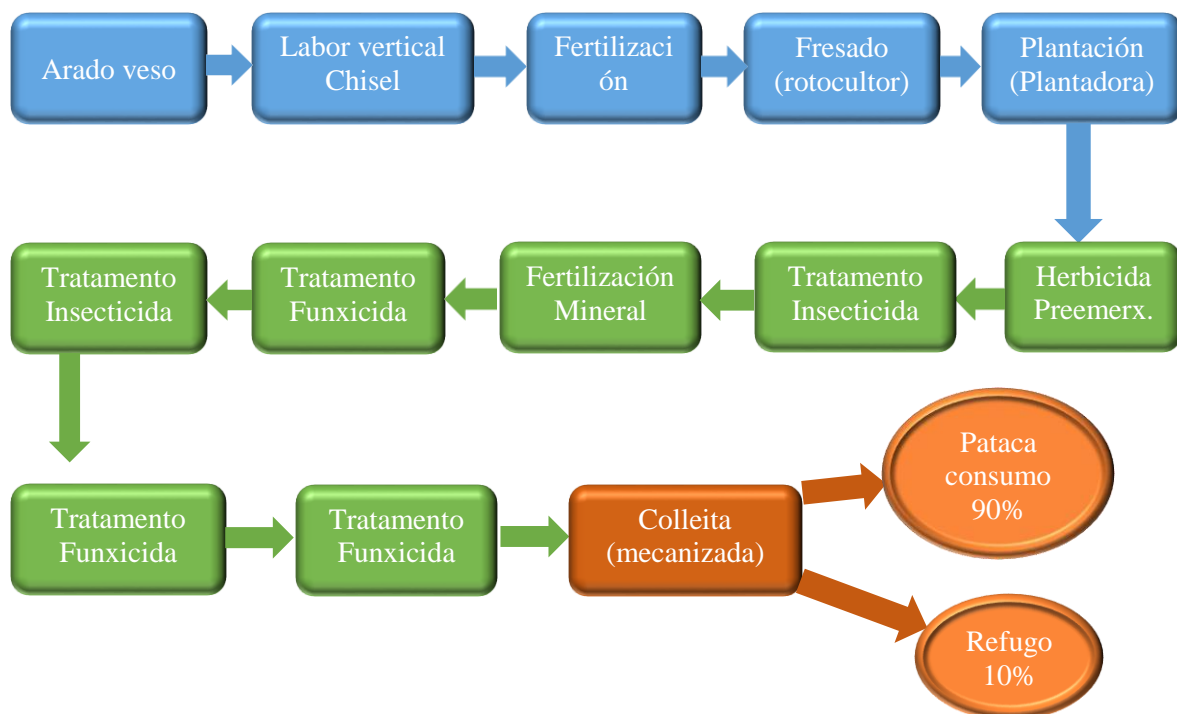 Arado veso
Labor vertical
Chisel
Fertilizaci
ón
Fresado
(rotocultor)
Plantación
(Plantadora)
Herbicida
Preemerx.
Tratamento
Insecticida
Fertilización
Mineral
Tratamento
Funxicida
Tratamento
Insecticida
Tratamento
Funxicida
Tratamento
Funxicida
Colleita
(mecanizada)
Pataca
consumo
90%
Refugo
10%